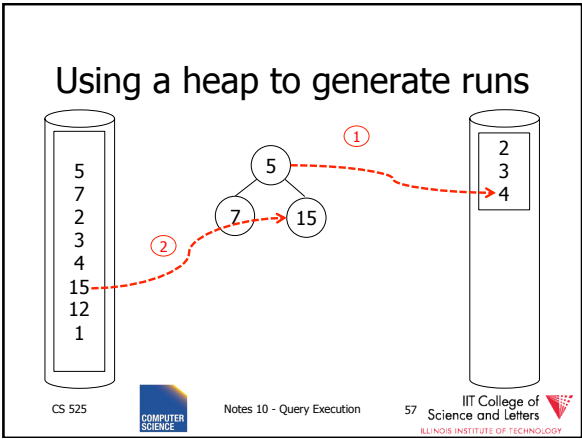 Using a heap to generate runs
5
7
2
3
4
15
12
1
5
7
15
1
2
2
3
4
CS 525
COMPUTER
SCIENCE
Notes 10 - Query Execution
57
IIT College of
Science and Letters
ILLINOIS INSTITUTE OF TECHNOLOGY